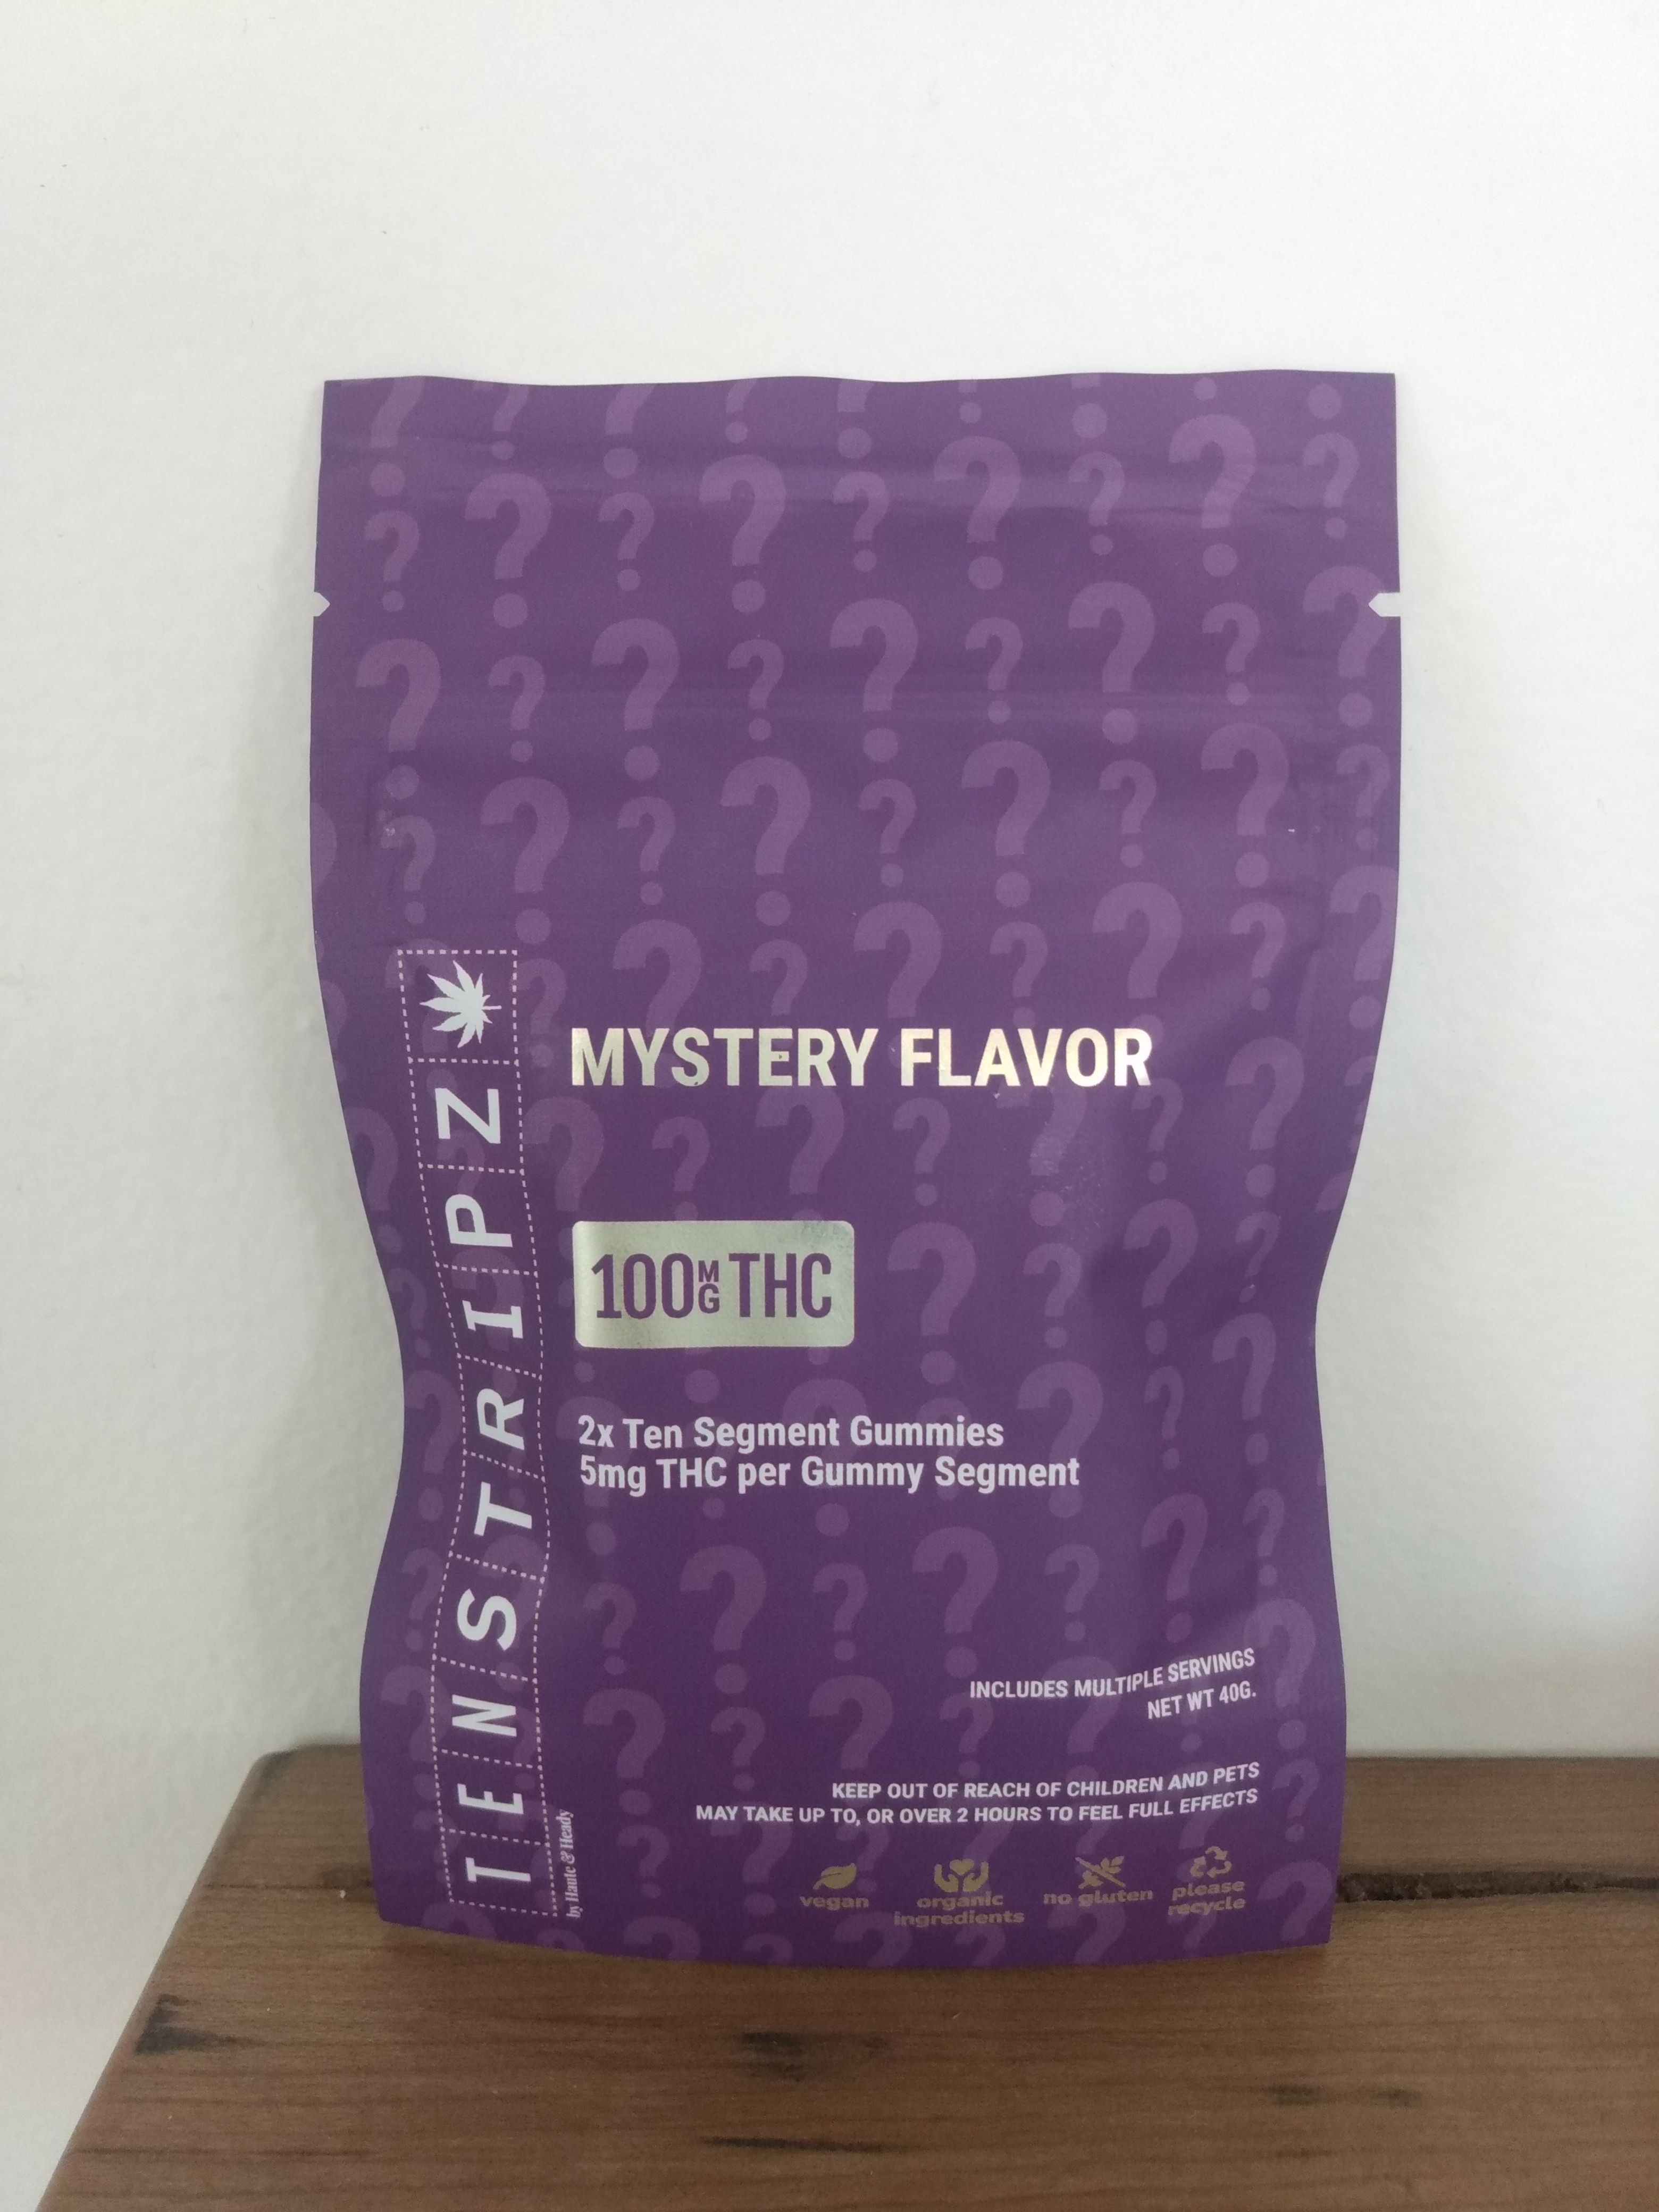 MYSTERY FLAVOR
100MG THC
2x Ten Segment Gummies
5mg THC per Gummy Segment
TENSTRIPZ
by Haute & Heady
INCLUDES MULTIPLE SERVINGS
NET WT 40G.
KEEP OUT OF REACH OF CHILDREN AND PETS
MAY TAKE UP TO, OR OVER 2 HOURS TO FEEL FULL EFFECTS
vegan
organic
ingredients
no gluten
please
recycle